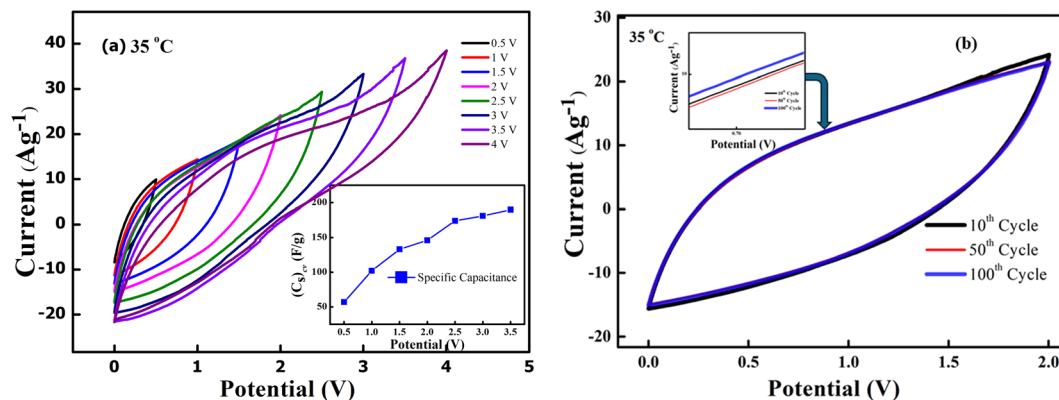 (a) 35 °C
0.5 V
1 V
1.5 V
2 V
2.5 V
3 V
3.5 V
4 V
Current (Ag⁻¹)
40
30
20
10
0
-10
-20
0 1 2 3 4 5
Potential (V)
(Cs)cv (F/g)
200
150
100
50
Specific Capacitance
0.5 1.0 1.5 2.0 2.5 3.0 3.5
Potential (V)
(b)
35 °C
Current (Ag⁻¹)
30
20
10
0
-10
-20
0.0 0.5 1.0 1.5 2.0
Potential (V)
Current (Ag⁻¹)
10
10th Cycle
50th Cycle
100th Cycle
0.70
Potential (V)
10th Cycle
50th Cycle
100th Cycle